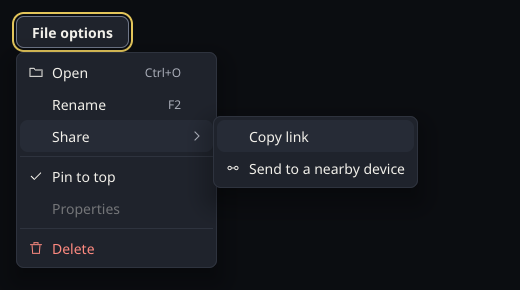 File options
Open Ctrl+O
Rename F2
Share
Copy link
Send to a nearby device
Pin to top
Properties
Delete